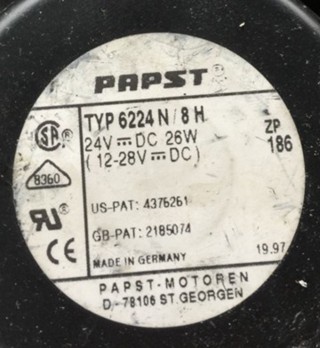 PAPST
TYP 6224 N / 8 H
24V ⎓ DC 26W
(12-28V ⎓ DC)
ZP
186
8360
US-PAT: 4376261
GB-PAT: 2185074
MADE IN GERMANY
19.97
PAPST-MOTOREN
D-78106 ST.GEORGEN